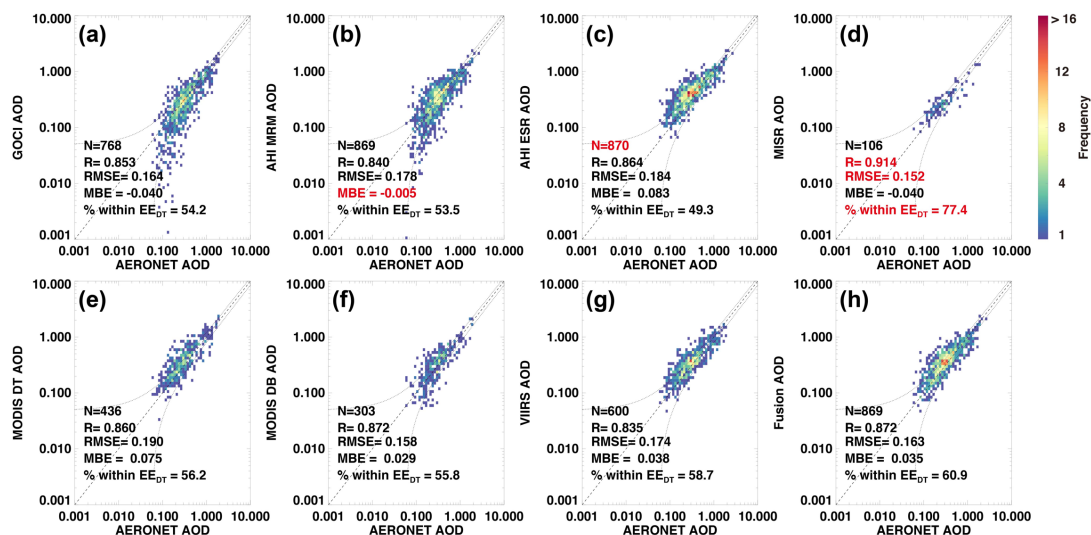 (a)
10.000
1.000
0.100
0.010
0.001
GOCI AOD
N=768
R= 0.853
RMSE= 0.164
MBE = -0.040
% within EE_DT = 54.2
0.001 0.010 0.100 1.000 10.000
AERONET AOD
(b)
10.000
1.000
0.100
0.010
0.001
AHI MRM AOD
N=869
R= 0.840
RMSE= 0.178
MBE = -0.005
% within EE_DT = 53.5
0.001 0.010 0.100 1.000 10.000
AERONET AOD
(c)
10.000
1.000
0.100
0.010
0.001
AHI ESR AOD
N=870
R= 0.864
RMSE= 0.184
MBE = 0.083
% within EE_DT = 49.3
0.001 0.010 0.100 1.000 10.000
AERONET AOD
(d)
10.000
1.000
0.100
0.010
0.001
MISR AOD
N=106
R= 0.914
RMSE= 0.152
MBE = -0.040
% within EE_DT = 77.4
0.001 0.010 0.100 1.000 10.000
AERONET AOD
> 16
12
8
4
1
Frequency
(e)
10.000
1.000
0.100
0.010
0.001
MODIS DT AOD
N=436
R= 0.860
RMSE= 0.190
MBE = 0.075
% within EE_DT = 56.2
0.001 0.010 0.100 1.000 10.000
AERONET AOD
(f)
10.000
1.000
0.100
0.010
0.001
MODIS DB AOD
N=303
R= 0.872
RMSE= 0.158
MBE = 0.029
% within EE_DT = 55.8
0.001 0.010 0.100 1.000 10.000
AERONET AOD
(g)
10.000
1.000
0.100
0.010
0.001
VIIRS AOD
N=600
R= 0.835
RMSE= 0.174
MBE = 0.038
% within EE_DT = 58.7
0.001 0.010 0.100 1.000 10.000
AERONET AOD
(h)
10.000
1.000
0.100
0.010
0.001
Fusion AOD
N=869
R= 0.872
RMSE= 0.163
MBE = 0.035
% within EE_DT = 60.9
0.001 0.010 0.100 1.000 10.000
AERONET AOD